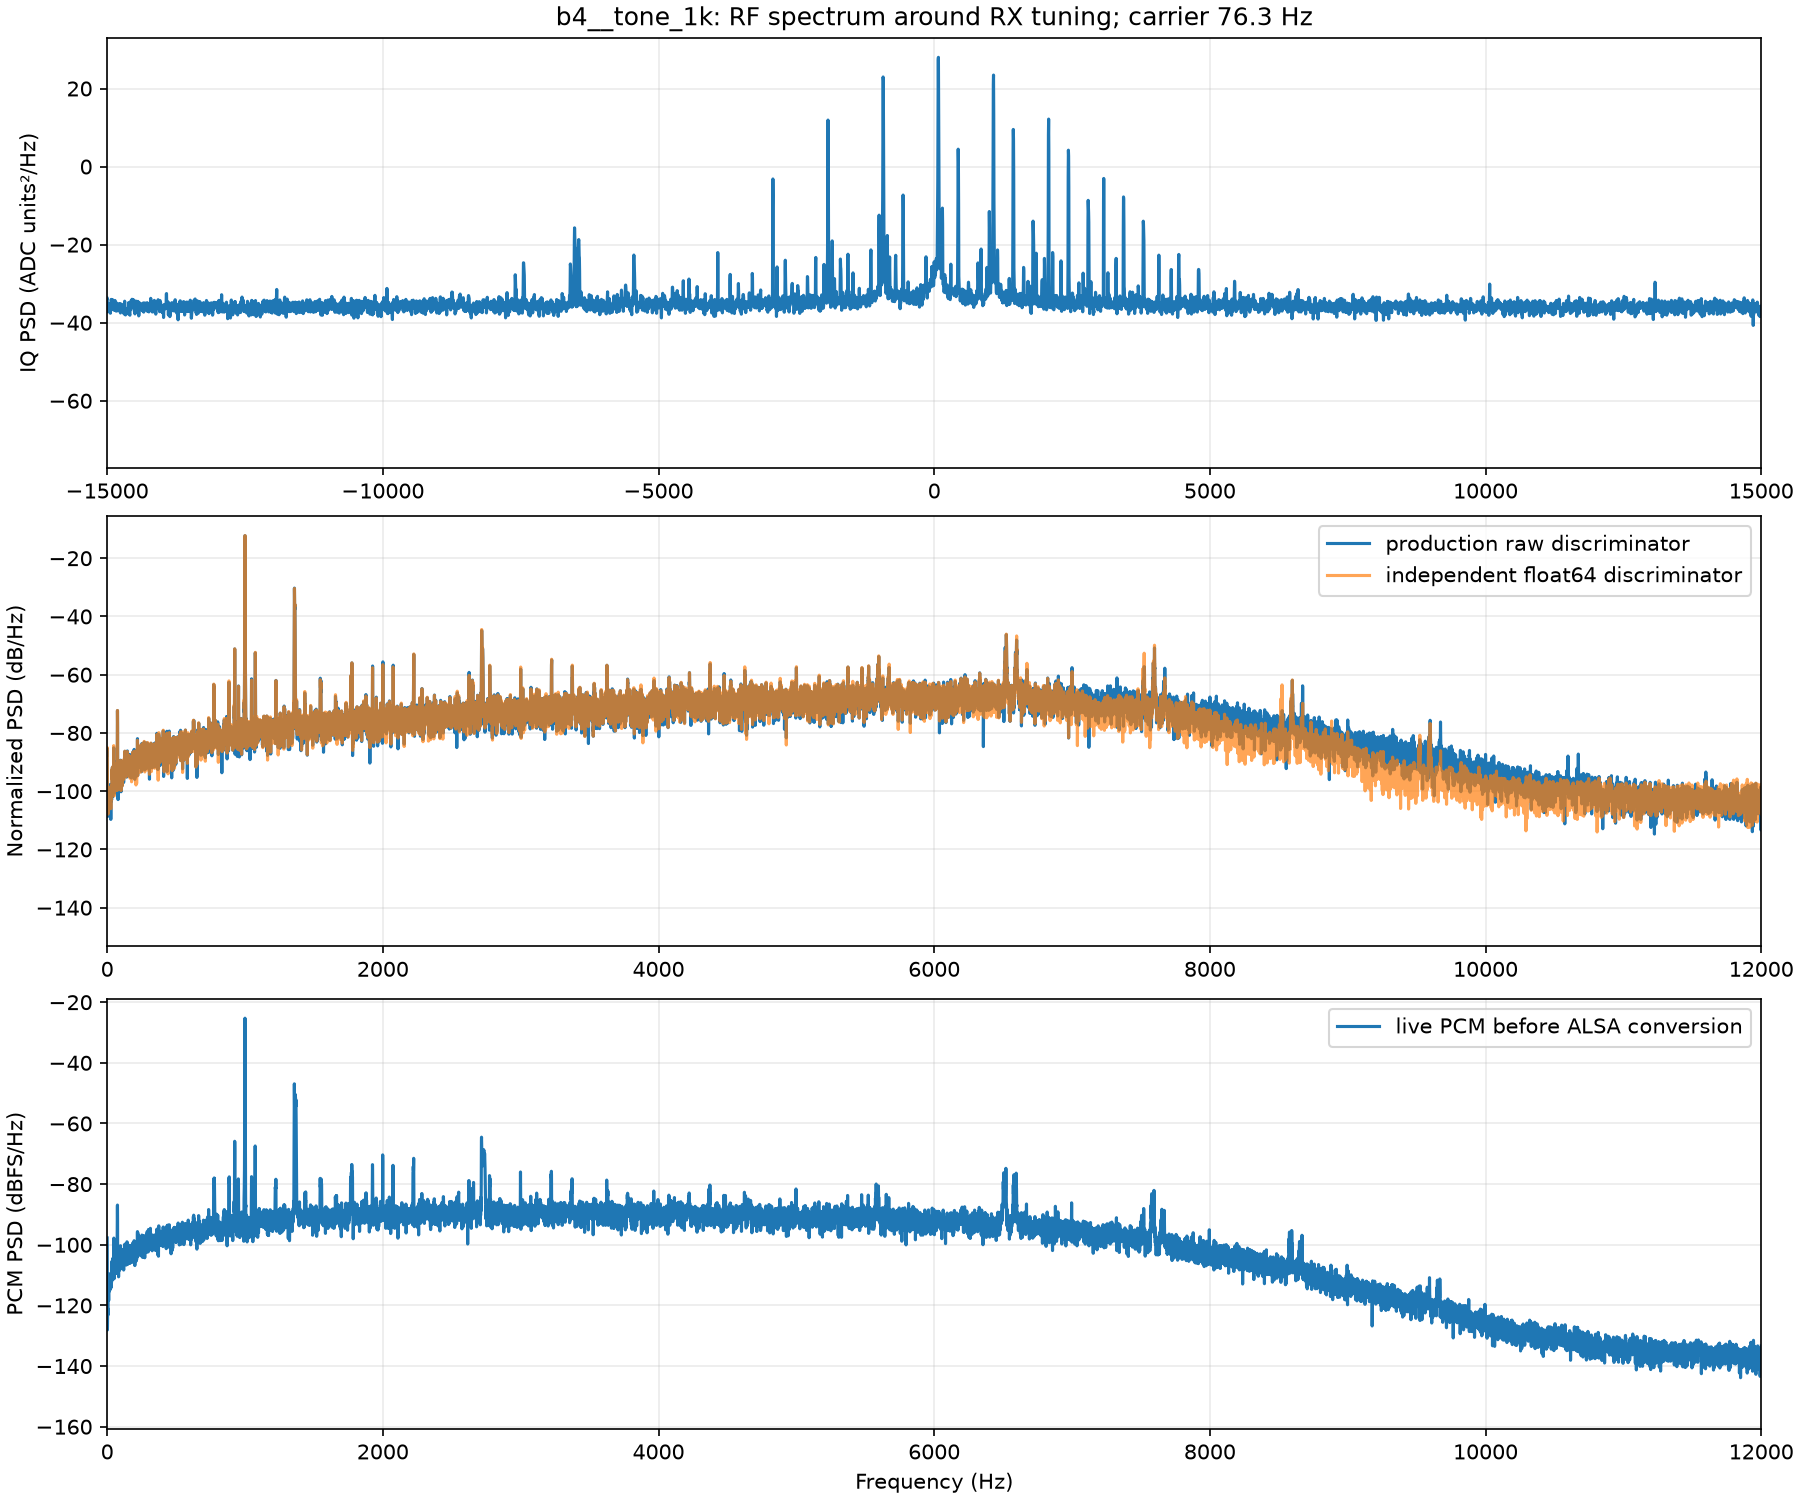 b4__tone_1k: RF spectrum around RX tuning; carrier 76.3 Hz
IQ PSD (ADC units²/Hz)
20
0
−20
−40
−60
−15000 −10000 −5000 0 5000 10000 15000
Normalized PSD (dB/Hz)
production raw discriminator
independent float64 discriminator
−20
−40
−60
−80
−100
−120
−140
0 2000 4000 6000 8000 10000 12000
PCM PSD (dBFS/Hz)
live PCM before ALSA conversion
−20
−40
−60
−80
−100
−120
−140
−160
0 2000 4000 6000 8000 10000 12000
Frequency (Hz)